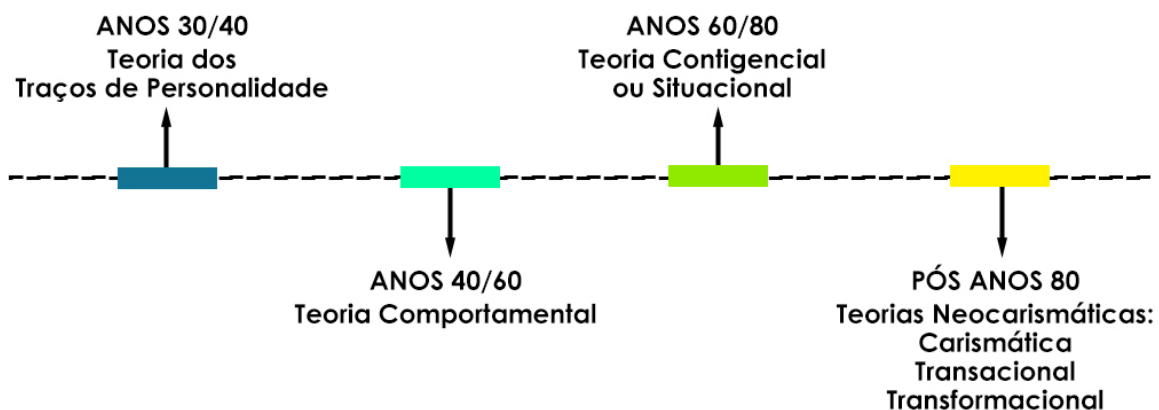 ANOS 30/40
Teoria dos
Traços de Personalidade
ANOS 40/60
Teoria Comportamental
ANOS 60/80
Teoria Contigencial
ou Situacional
PÓS ANOS 80
Teorias Neocarismáticas:
Carismática
Transacional
Transformacional